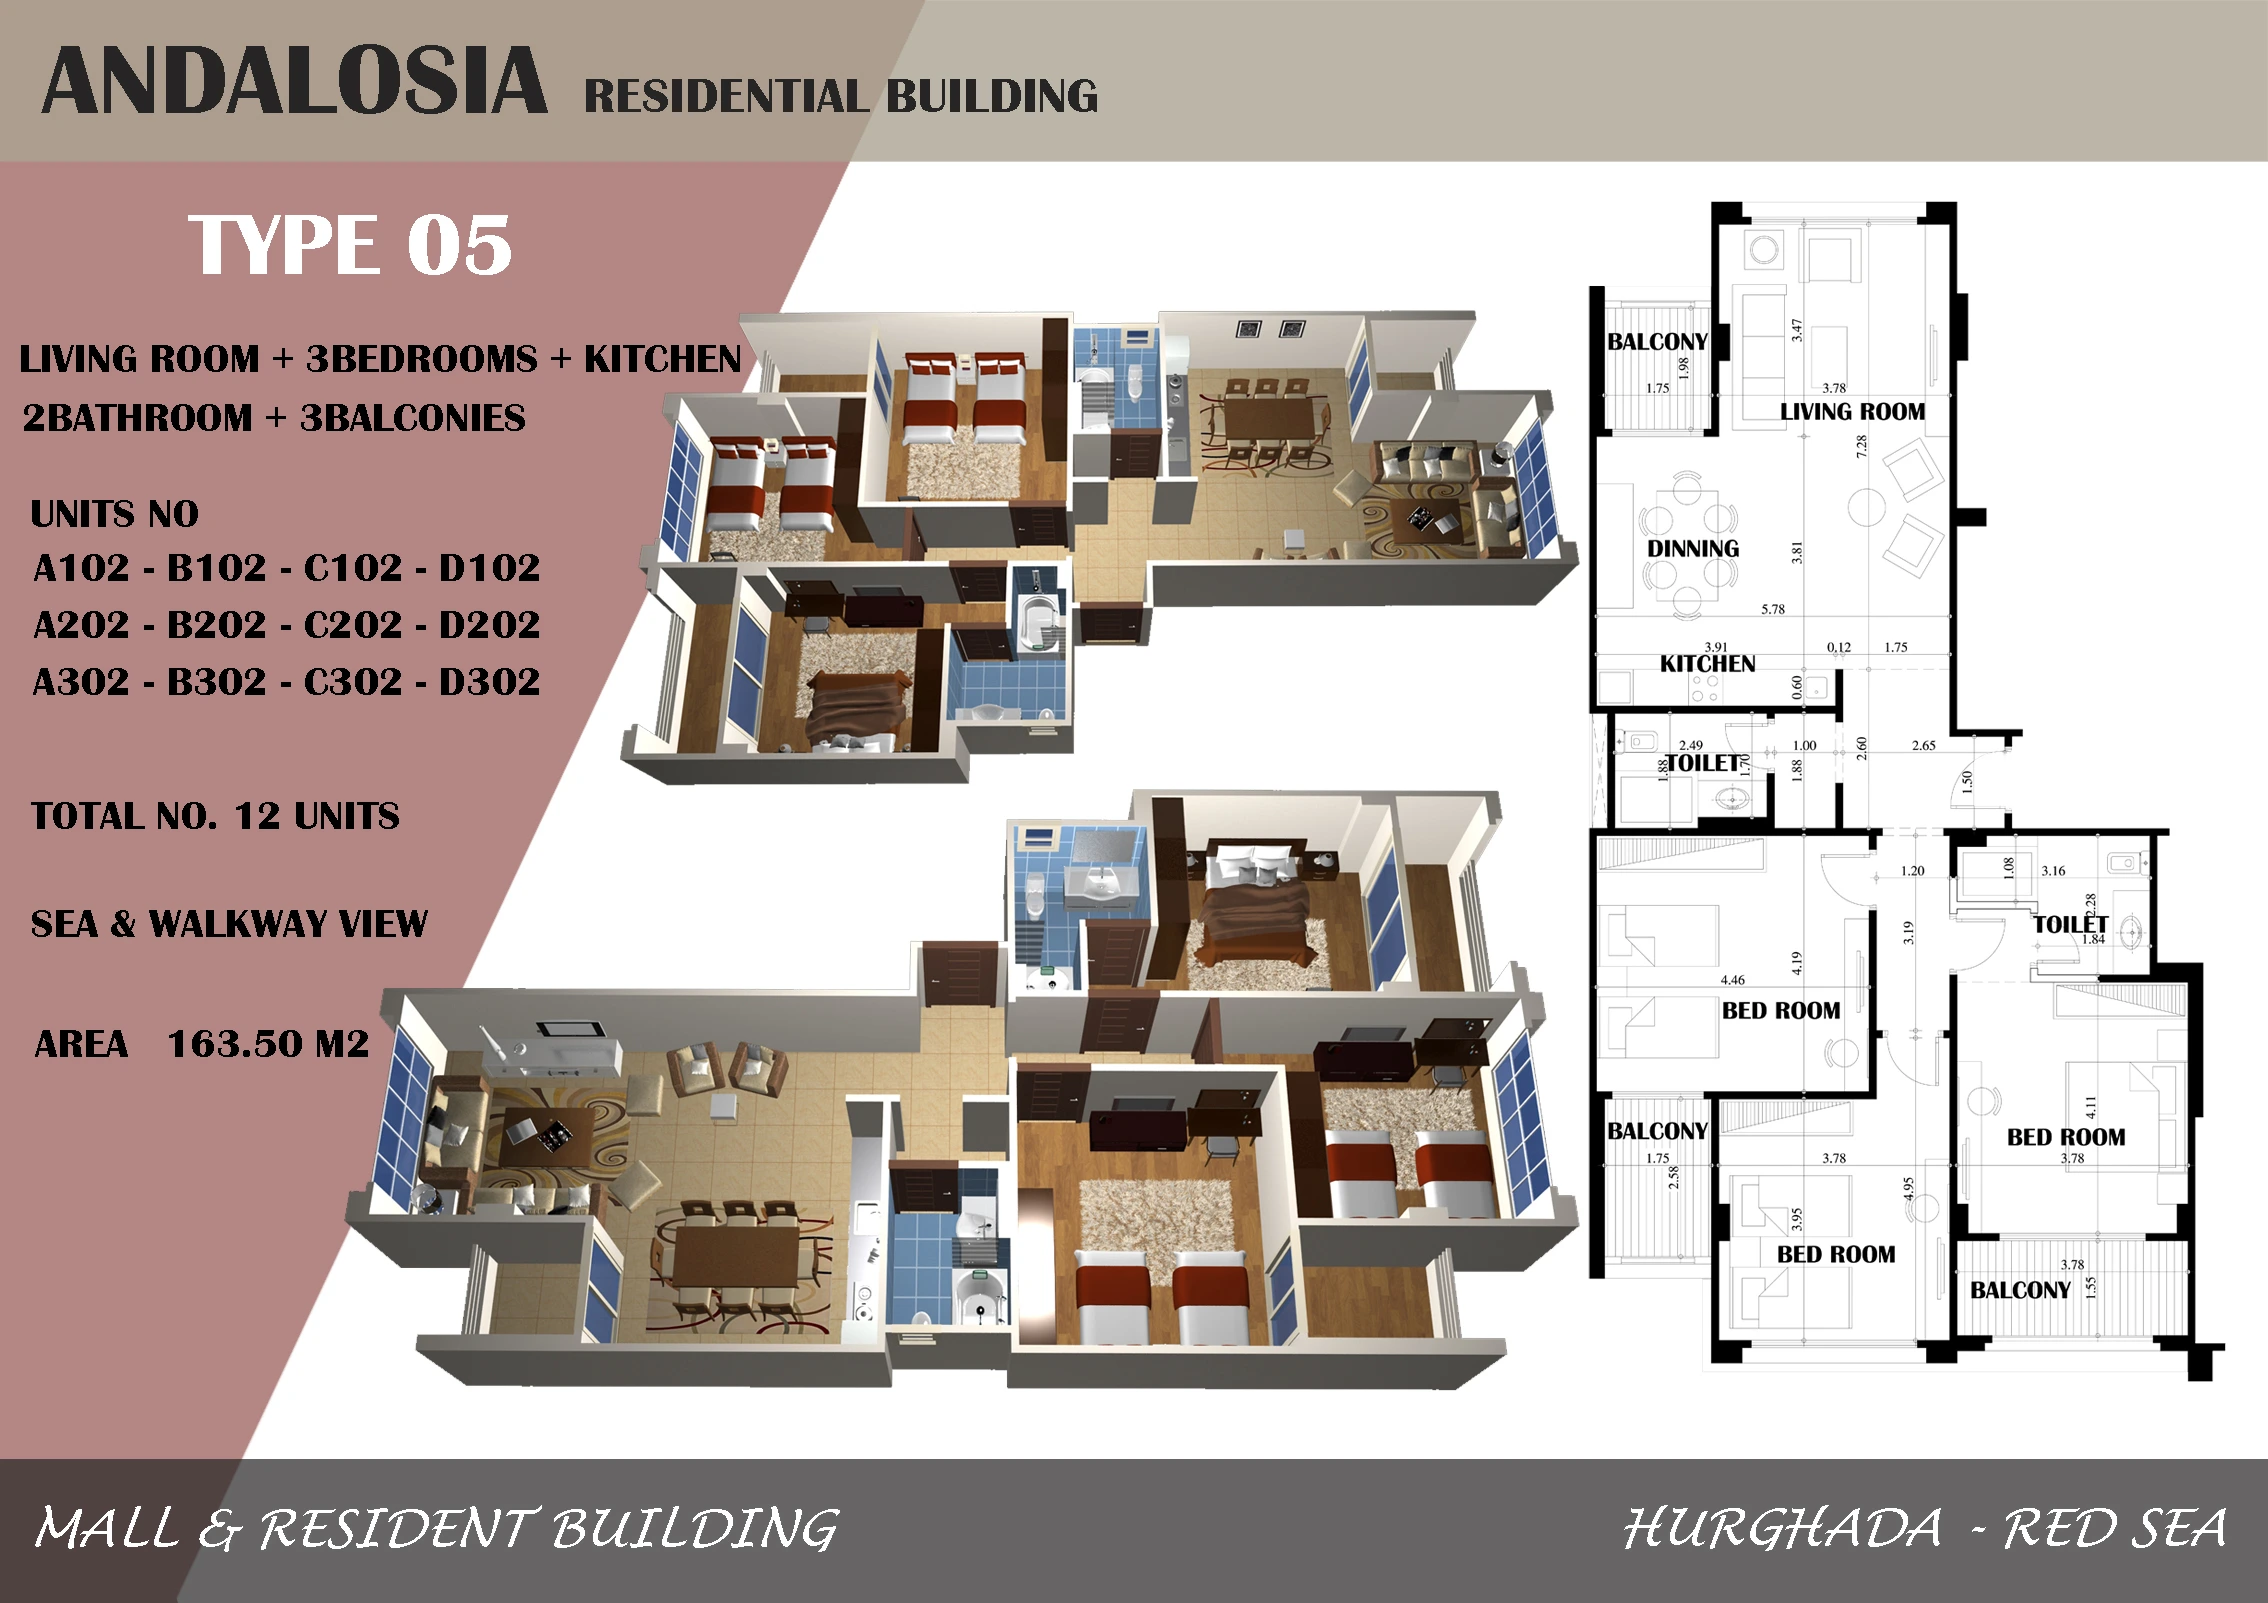 ANDALOSIA RESIDENTIAL BUILDING
TYPE 05
LIVING ROOM + 3BEDROOMS + KITCHEN
2BATHROOM + 3BALCONIES
UNITS NO
A102 - B102 - C102 - D102
A202 - B202 - C202 - D202
A302 - B302 - C302 - D302
TOTAL NO. 12 UNITS
SEA & WALKWAY VIEW
AREA 163.50 M2
BALCONY
1.98
1.75
3.47
3.78
LIVING ROOM
7.28
DINNING
3.81
5.78
3.91
0.12
1.75
KITCHEN
0.60
2.49
1.00
2.60
2.65
TOILET
1.70
1.88
1.88
1.50
1.20
1.08
3.16
2.28
TOILET
1.84
3.19
4.19
4.46
BED ROOM
BALCONY
1.75
2.58
3.78
4.95
3.95
BED ROOM
4.11
BED ROOM
3.78
3.78
BALCONY
1.55
MALL & RESIDENT BUILDING
HURGHADA - RED SEA